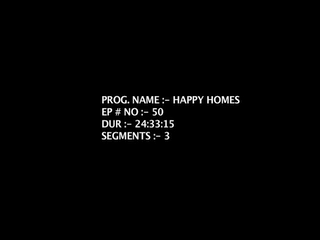 PROG. NAME :- HAPPY HOMES
EP # NO :- 50
DUR :- 24:33:15
SEGMENTS :- 3